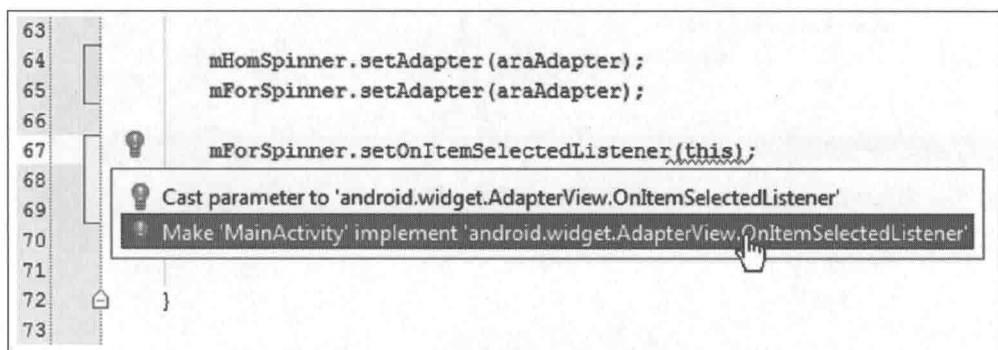 63
64 mHomSpinner.setAdapter(araAdapter);
65 mForSpinner.setAdapter(araAdapter);
66
67 mForSpinner.setOnItemSelectedListener(this);
68 Cast parameter to 'android.widget.AdapterView.OnItemSelectedListener'
69
70 Make 'MainActivity' implement 'android.widget.AdapterView.OnItemSelectedListener'
71
72 }
73